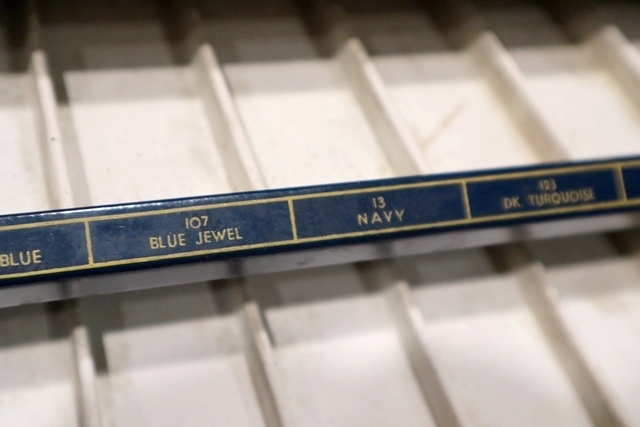 BLUE
107
BLUE JEWEL
13
NAVY
123
DK. TURQUOISE